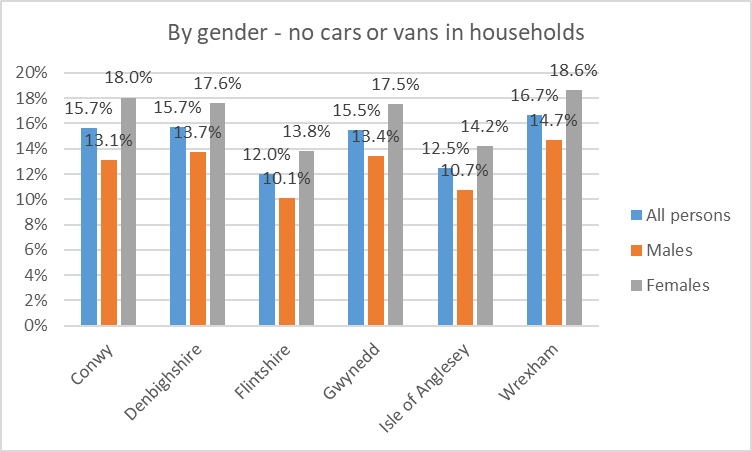 By gender - no cars or vans in households
20%
18%
16%
14%
12%
10%
8%
6%
4%
2%
0%
15.7% 13.1% 18.0%
15.7% 13.7% 17.6%
12.0% 10.1% 13.8%
15.5% 13.4% 17.5%
12.5% 10.7% 14.2%
16.7% 14.7% 18.6%
Conwy
Denbighshire
Flintshire
Gwynedd
Isle of Anglesey
Wrexham
All persons
Males
Females